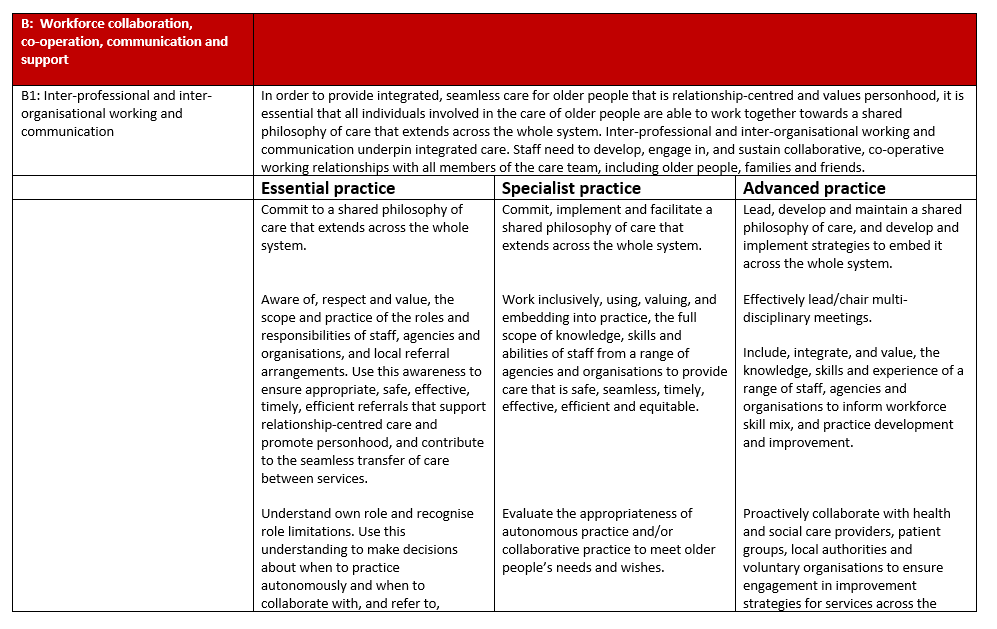 B:  Workforce collaboration,
co-operation, communication and
support
B1: Inter-professional and inter-
organisational working and
communication
In order to provide integrated, seamless care for older people that is relationship-centred and values personhood, it is
essential that all individuals involved in the care of older people are able to work together towards a shared
philosophy of care that extends across the whole system. Inter-professional and inter-organisational working and
communication underpin integrated care. Staff need to develop, engage in, and sustain collaborative, co-operative
working relationships with all members of the care team, including older people, families and friends.
Essential practice
Specialist practice
Advanced practice
Commit to a shared philosophy of
care that extends across the whole
system.
Aware of, respect and value, the
scope and practice of the roles and
responsibilities of staff, agencies and
organisations, and local referral
arrangements. Use this awareness to
ensure appropriate, safe, effective,
timely, efficient referrals that support
relationship-centred care and
promote personhood, and contribute
to the seamless transfer of care
between services.
Understand own role and recognise
role limitations. Use this
understanding to make decisions
about when to practice
autonomously and when to
collaborate with, and refer to,
Commit, implement and facilitate a
shared philosophy of care that
extends across the whole system.
Work inclusively, using, valuing, and
embedding into practice, the full
scope of knowledge, skills and
abilities of staff from a range of
agencies and organisations to provide
care that is safe, seamless, timely,
effective, efficient and equitable.
Evaluate the appropriateness of
autonomous practice and/or
collaborative practice to meet older
people's needs and wishes.
Lead, develop and maintain a shared
philosophy of care, and develop and
implement strategies to embed it
across the whole system.
Effectively lead/chair multi-
disciplinary meetings.
Include, integrate, and value, the
knowledge, skills and experience of a
range of staff, agencies and
organisations to inform workforce
skill mix, and practice development
and improvement.
Proactively collaborate with health
and social care providers, patient
groups, local authorities and
voluntary organisations to ensure
engagement in improvement
strategies for services across the